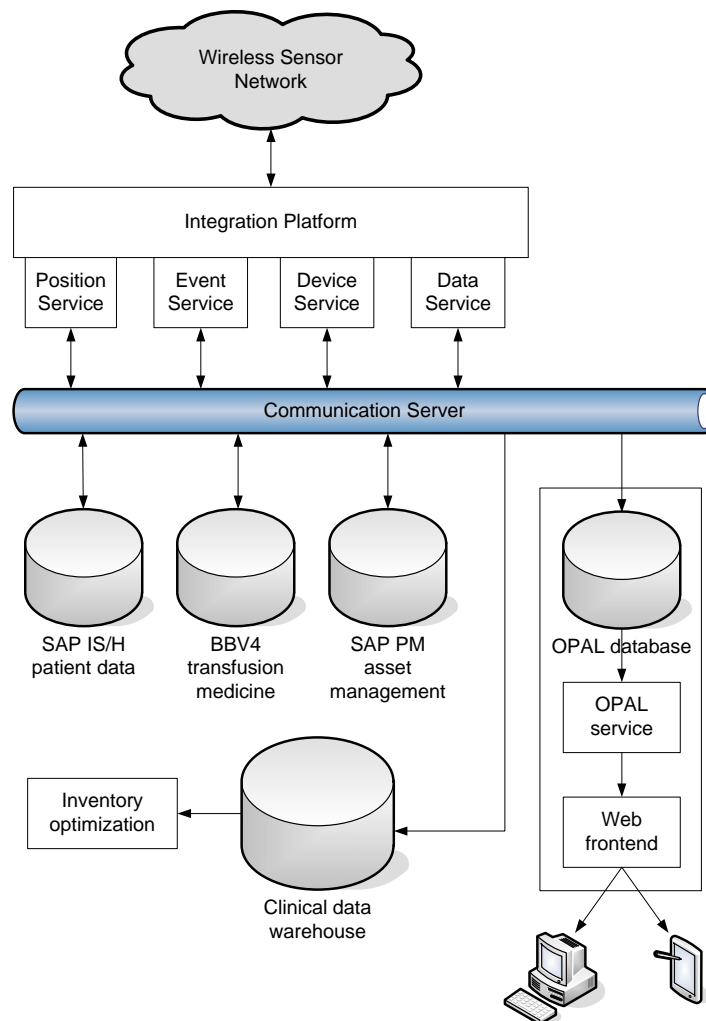 Wireless Sensor
Network
Integration Platform
Position
Service
Event
Service
Device
Service
Data
Service
Communication Server
SAP IS/H
patient data
BBV4
transfusion
medicine
SAP PM
asset
management
OPAL database
OPAL
service
Web
frontend
Inventory
optimization
Clinical data
warehouse